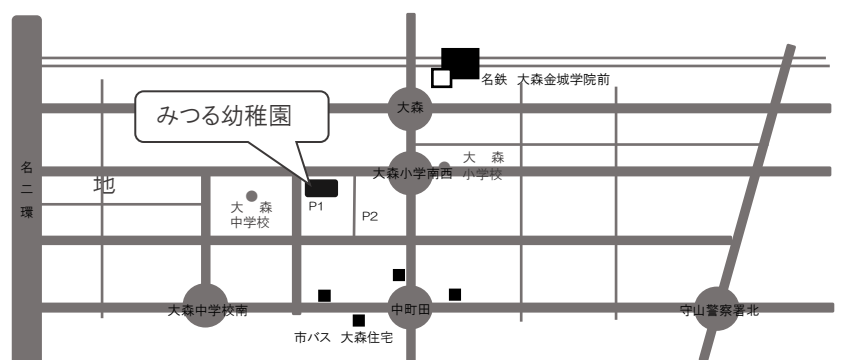 名鉄 大森金城学院前
大森
みつる幼稚園
大 森
小学校
大森小学南西
名二環
地
大 森
中学校
P1
P2
大森中学校南
中町田
守山警察署北
市バス 大森住宅